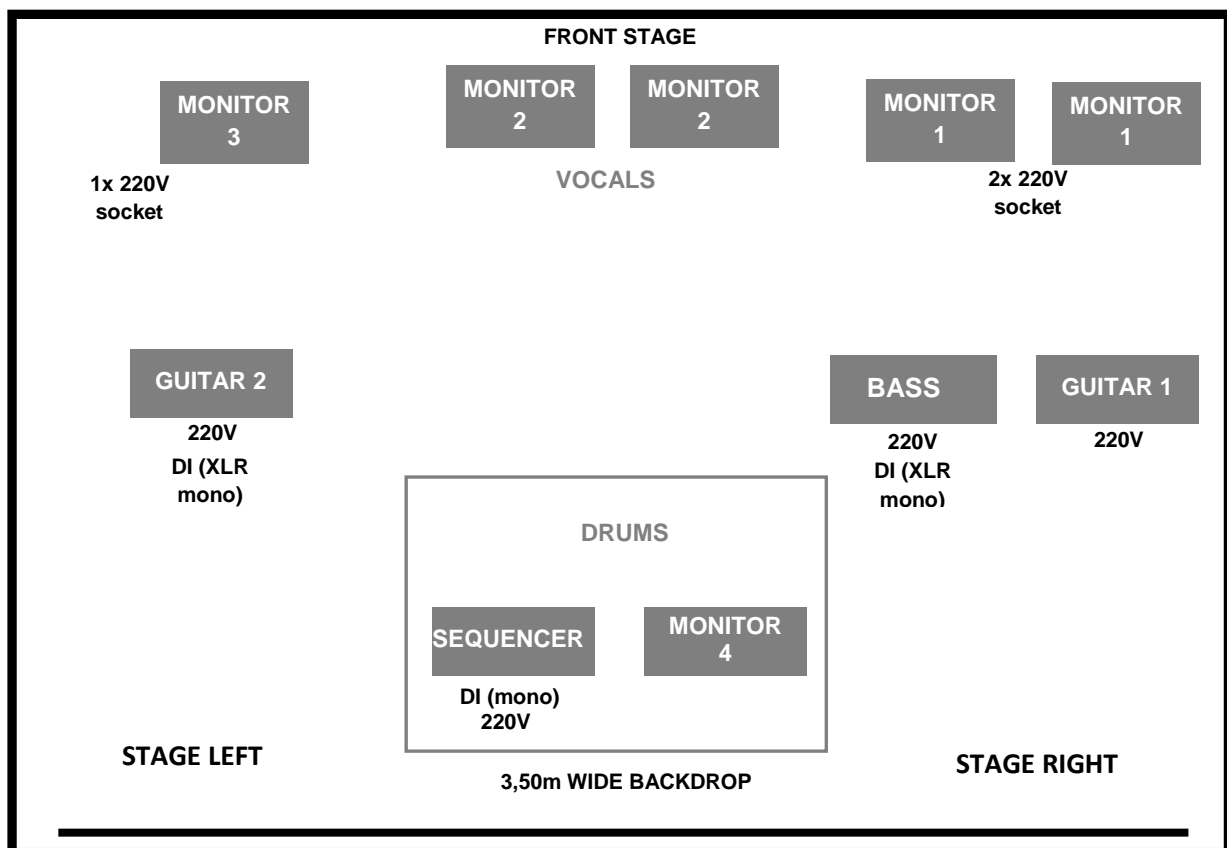 FRONT STAGE
MONITOR
3
MONITOR
2
MONITOR
2
MONITOR
1
MONITOR
1
1x 220V
socket
VOCALS
2x 220V
socket
GUITAR 2
220V
DI (XLR
mono)
BASS
220V
DI (XLR
mono)
GUITAR 1
220V
DRUMS
SEQUENCER
DI (mono)
220V
MONITOR
4
STAGE LEFT
3,50m WIDE BACKDROP
STAGE RIGHT